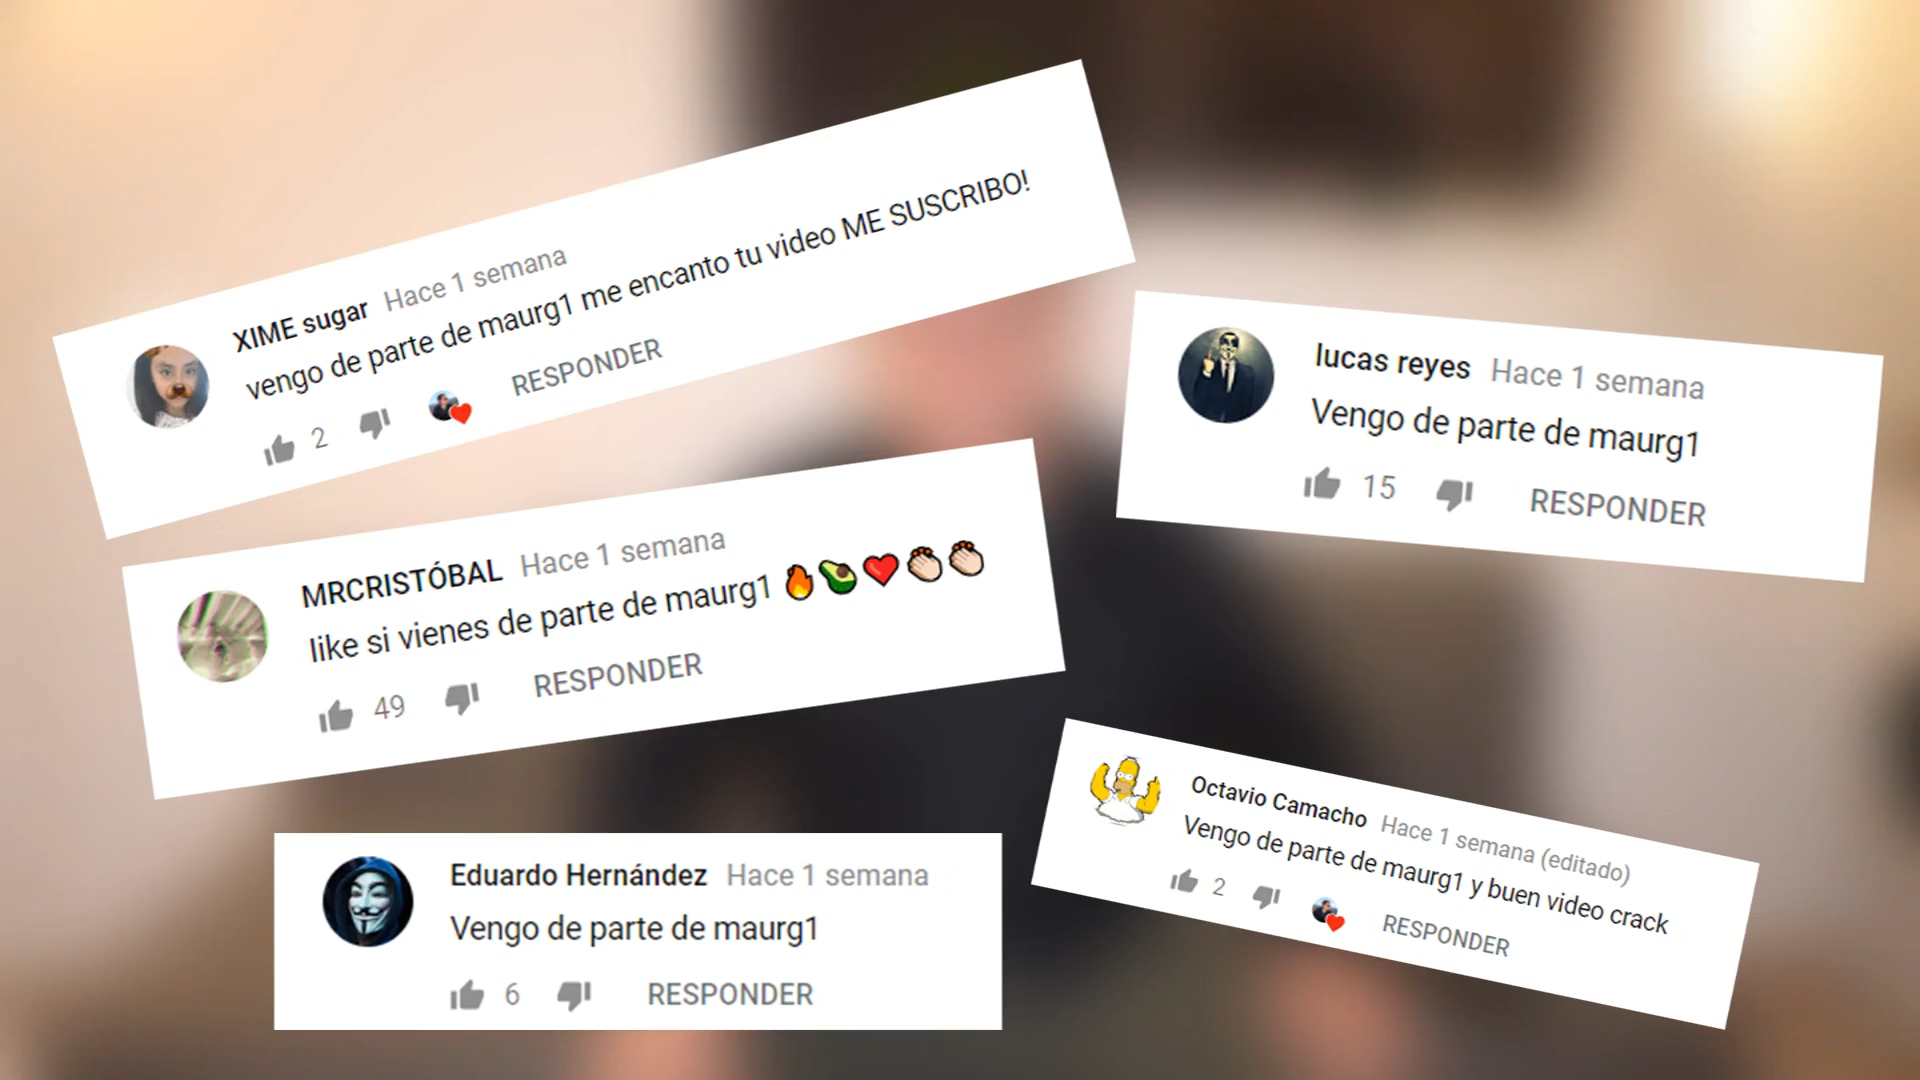 XIME sugar Hace 1 semana
vengo de parte de maurg1 me encanto tu video ME SUSCRIBO!
2 RESPONDER
lucas reyes Hace 1 semana
Vengo de parte de maurg1
15 RESPONDER
MRCRISTÓBAL Hace 1 semana
like si vienes de parte de maurg1 🔥🥑❤️👏🏻👏🏻
49 RESPONDER
Octavio Camacho Hace 1 semana (editado)
Vengo de parte de maurg1 y buen video crack
2 RESPONDER
Eduardo Hernández Hace 1 semana
Vengo de parte de maurg1
6 RESPONDER